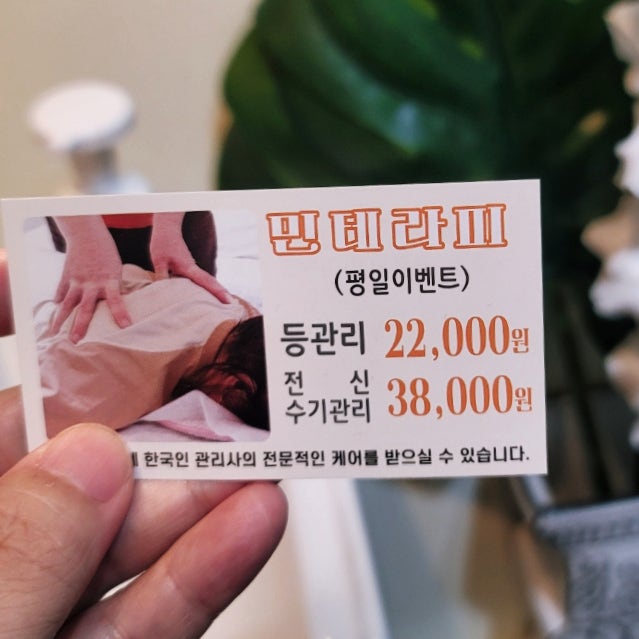 민테라피
(평일이벤트)
등관리 22,000원
전신
수기관리 38,000원
한국인 관리사의 전문적인 케어를 받으실 수 있습니다.